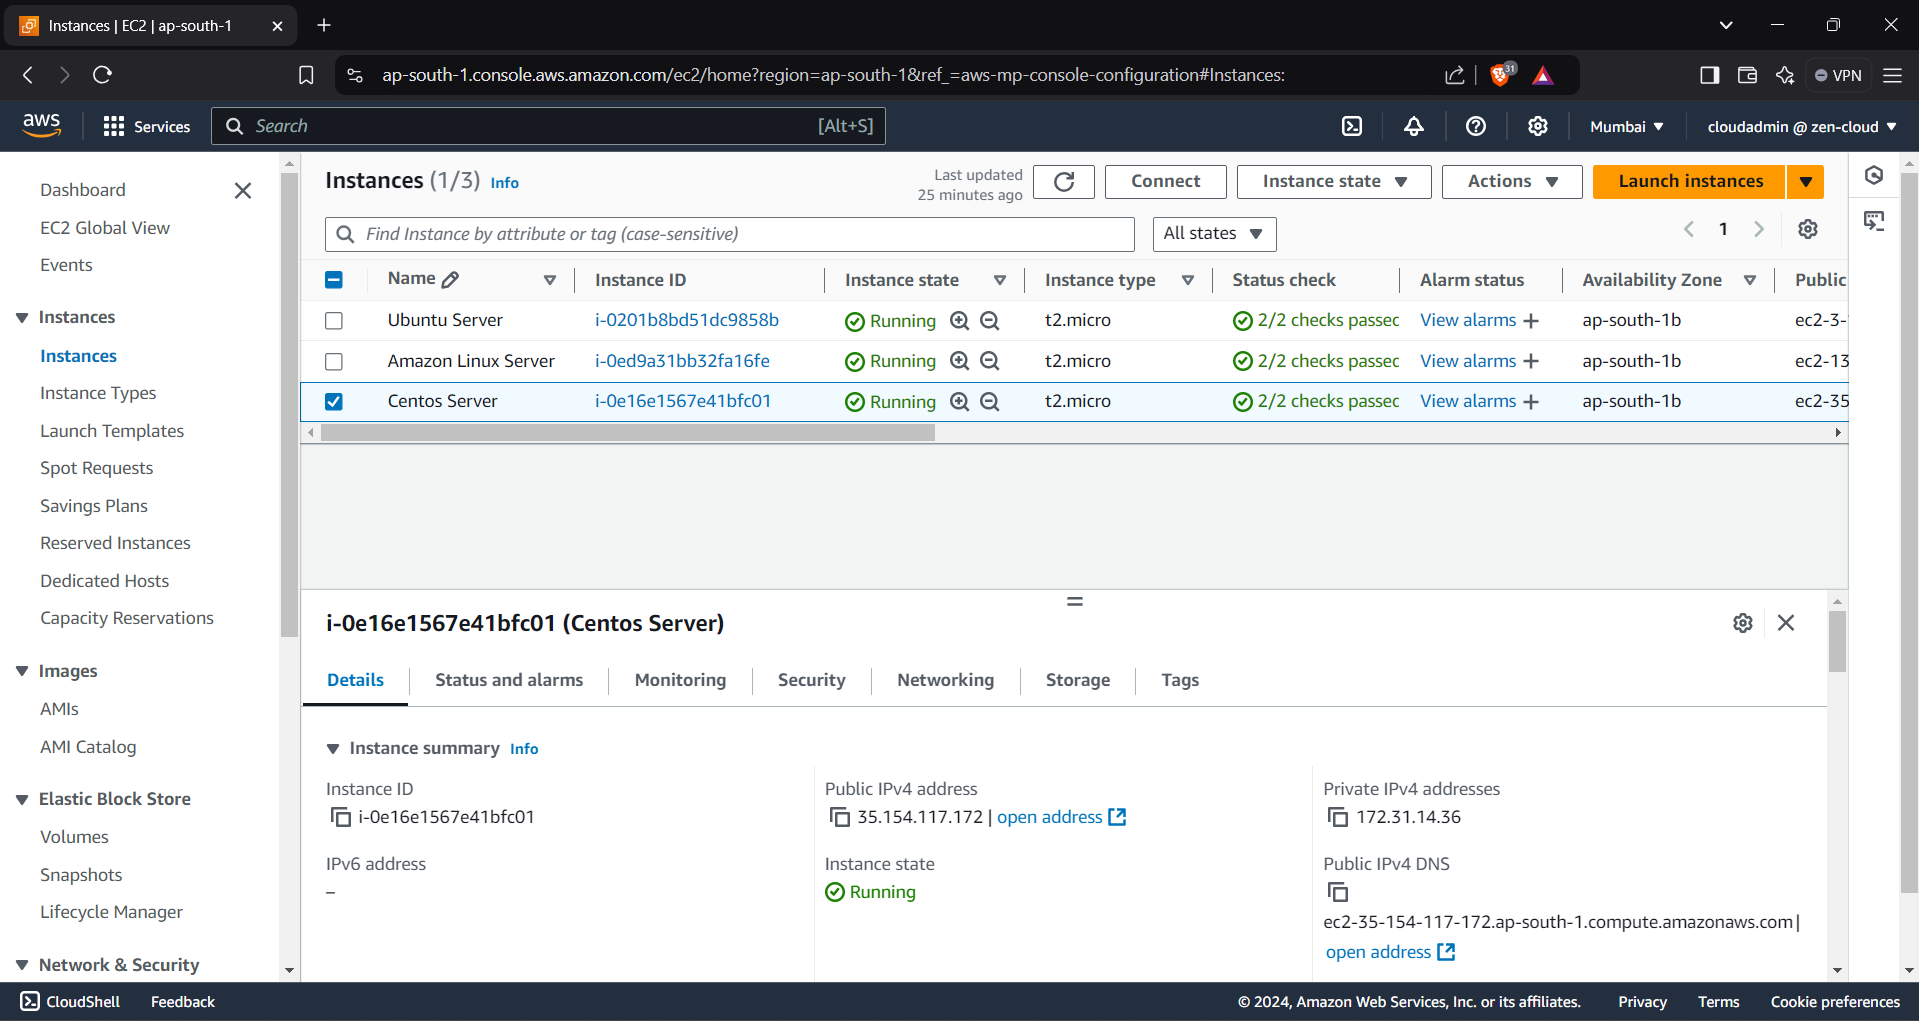 Instances | EC2 | ap-south-1
ap-south-1.console.aws.amazon.com/ec2/home?region=ap-south-1&ref_=aws-mp-console-configuration#Instances:
31
VPN
aws
Services
Search
[Alt+S]
Mumbai
cloudadmin @ zen-cloud
Dashboard
EC2 Global View
Events
Instances
Instances
Instance Types
Launch Templates
Spot Requests
Savings Plans
Reserved Instances
Dedicated Hosts
Capacity Reservations
Images
AMIs
AMI Catalog
Elastic Block Store
Volumes
Snapshots
Lifecycle Manager
Network & Security
Instances (1/3) Info
Last updated
25 minutes ago
Connect
Instance state
Actions
Launch instances
Find Instance by attribute or tag (case-sensitive)
All states
1
Name Instance ID Instance state Instance type Status check Alarm status Availability Zone Public
Ubuntu Server i-0201b8bd51dc9858b Running t2.micro 2/2 checks passed View alarms + ap-south-1b ec2-3-
Amazon Linux Server i-0ed9a31bb32fa16fe Running t2.micro 2/2 checks passed View alarms + ap-south-1b ec2-13
Centos Server i-0e16e1567e41bfc01 Running t2.micro 2/2 checks passed View alarms + ap-south-1b ec2-35
i-0e16e1567e41bfc01 (Centos Server)
Details Status and alarms Monitoring Security Networking Storage Tags
Instance summary Info
Instance ID
i-0e16e1567e41bfc01
IPv6 address
–
Public IPv4 address
35.154.117.172 | open address
Instance state
Running
Private IPv4 addresses
172.31.14.36
Public IPv4 DNS
ec2-35-154-117-172.ap-south-1.compute.amazonaws.com |
open address
CloudShell Feedback © 2024, Amazon Web Services, Inc. or its affiliates. Privacy Terms Cookie preferences